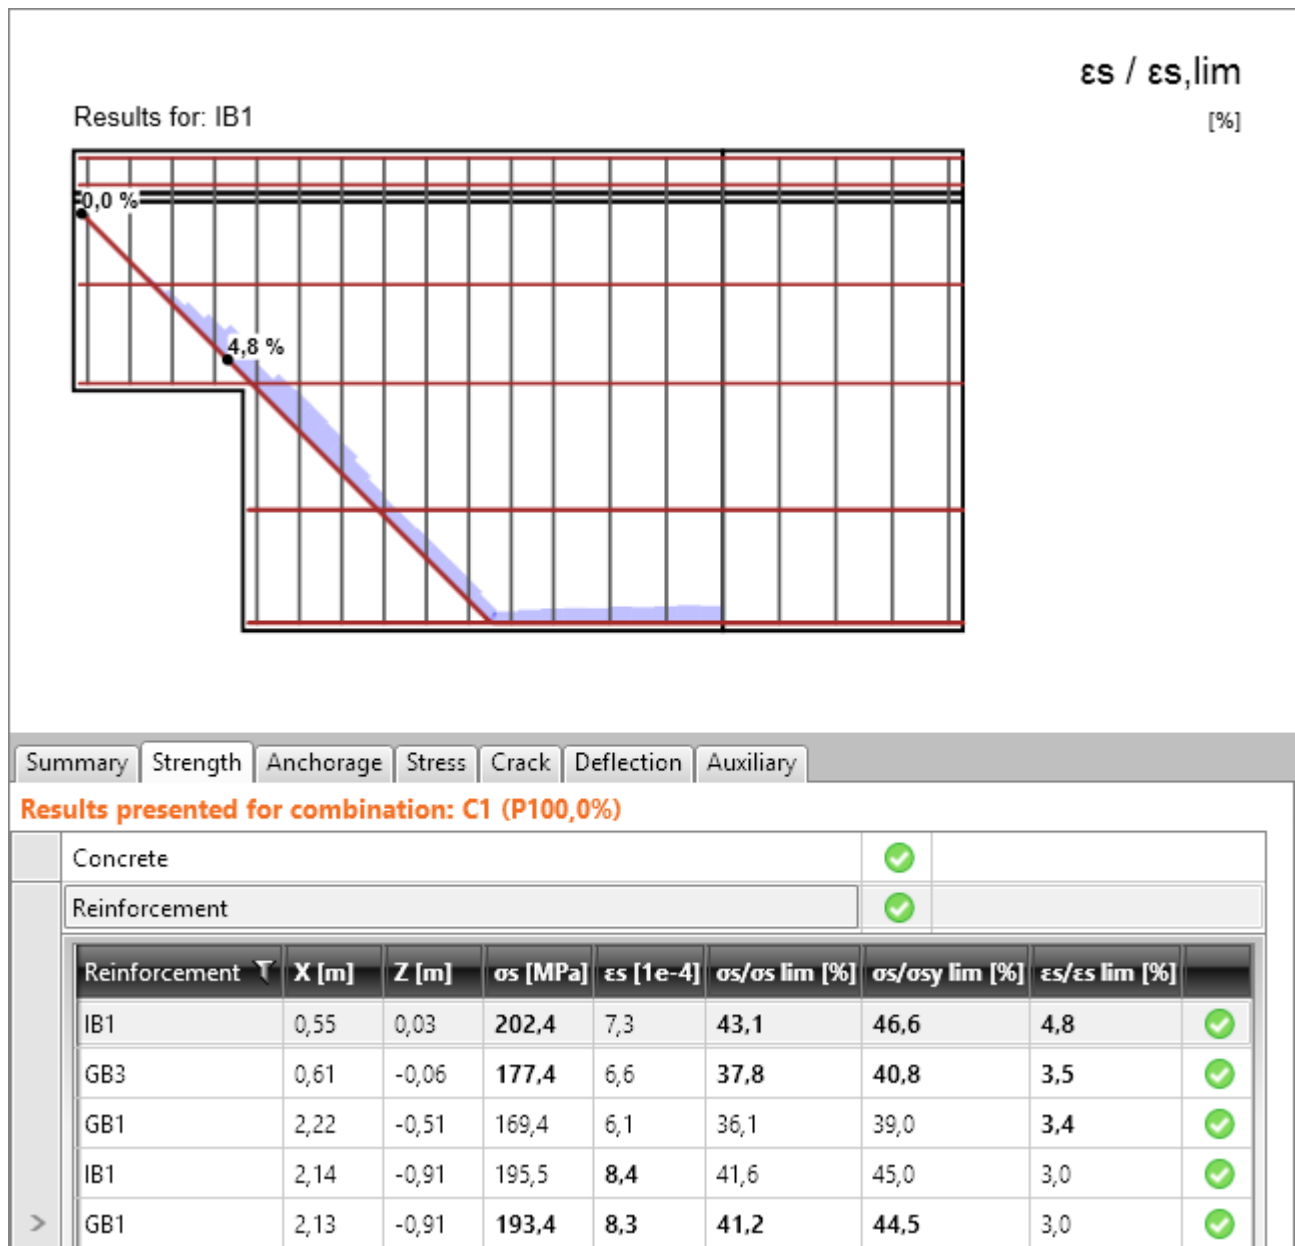 εs / εs,lim
Results for: IB1
[%]
0,0 %
4,8 %
Summary Strength Anchorage Stress Crack Deflection Auxiliary
Results presented for combination: C1 (P100,0%)
Concrete
Reinforcement
Reinforcement X [m] Z [m] σs [MPa] εs [1e-4] σs/σs lim [%] σs/σsy lim [%] εs/εs lim [%]
IB1 0,55 0,03 202,4 7,3 43,1 46,6 4,8
GB3 0,61 -0,06 177,4 6,6 37,8 40,8 3,5
GB1 2,22 -0,51 169,4 6,1 36,1 39,0 3,4
IB1 2,14 -0,91 195,5 8,4 41,6 45,0 3,0
> GB1 2,13 -0,91 193,4 8,3 41,2 44,5 3,0